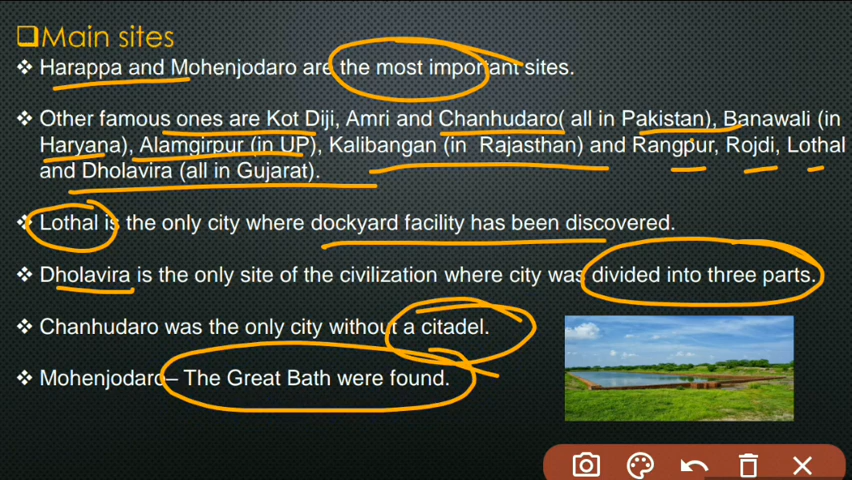 Main sites
❖ Harappa and Mohenjodaro are the most important sites.
❖ Other famous ones are Kot Diji, Amri and Chanhudaro( all in Pakistan), Banawali (in
Haryana), Alamgirpur (in UP), Kalibangan (in Rajasthan) and Rangpur, Rojdi, Lothal
and Dholavira (all in Gujarat).
❖ Lothal is the only city where dockyard facility has been discovered.
❖ Dholavira is the only site of the civilization where city was divided into three parts.
❖ Chanhudaro was the only city without a citadel.
❖ Mohenjodaro– The Great Bath were found.